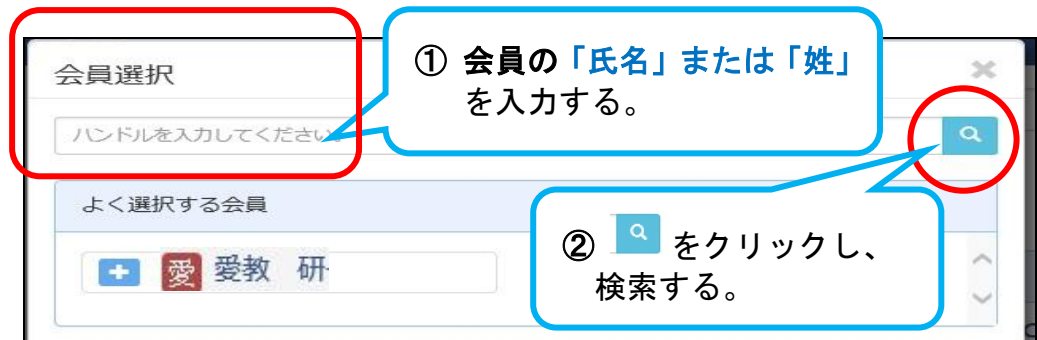 会員選択
① 会員の「氏名」または「姓」
を入力する。
ハンドルを入力してください
よく選択する会員
愛 愛教 研
② をクリックし、
検索する。